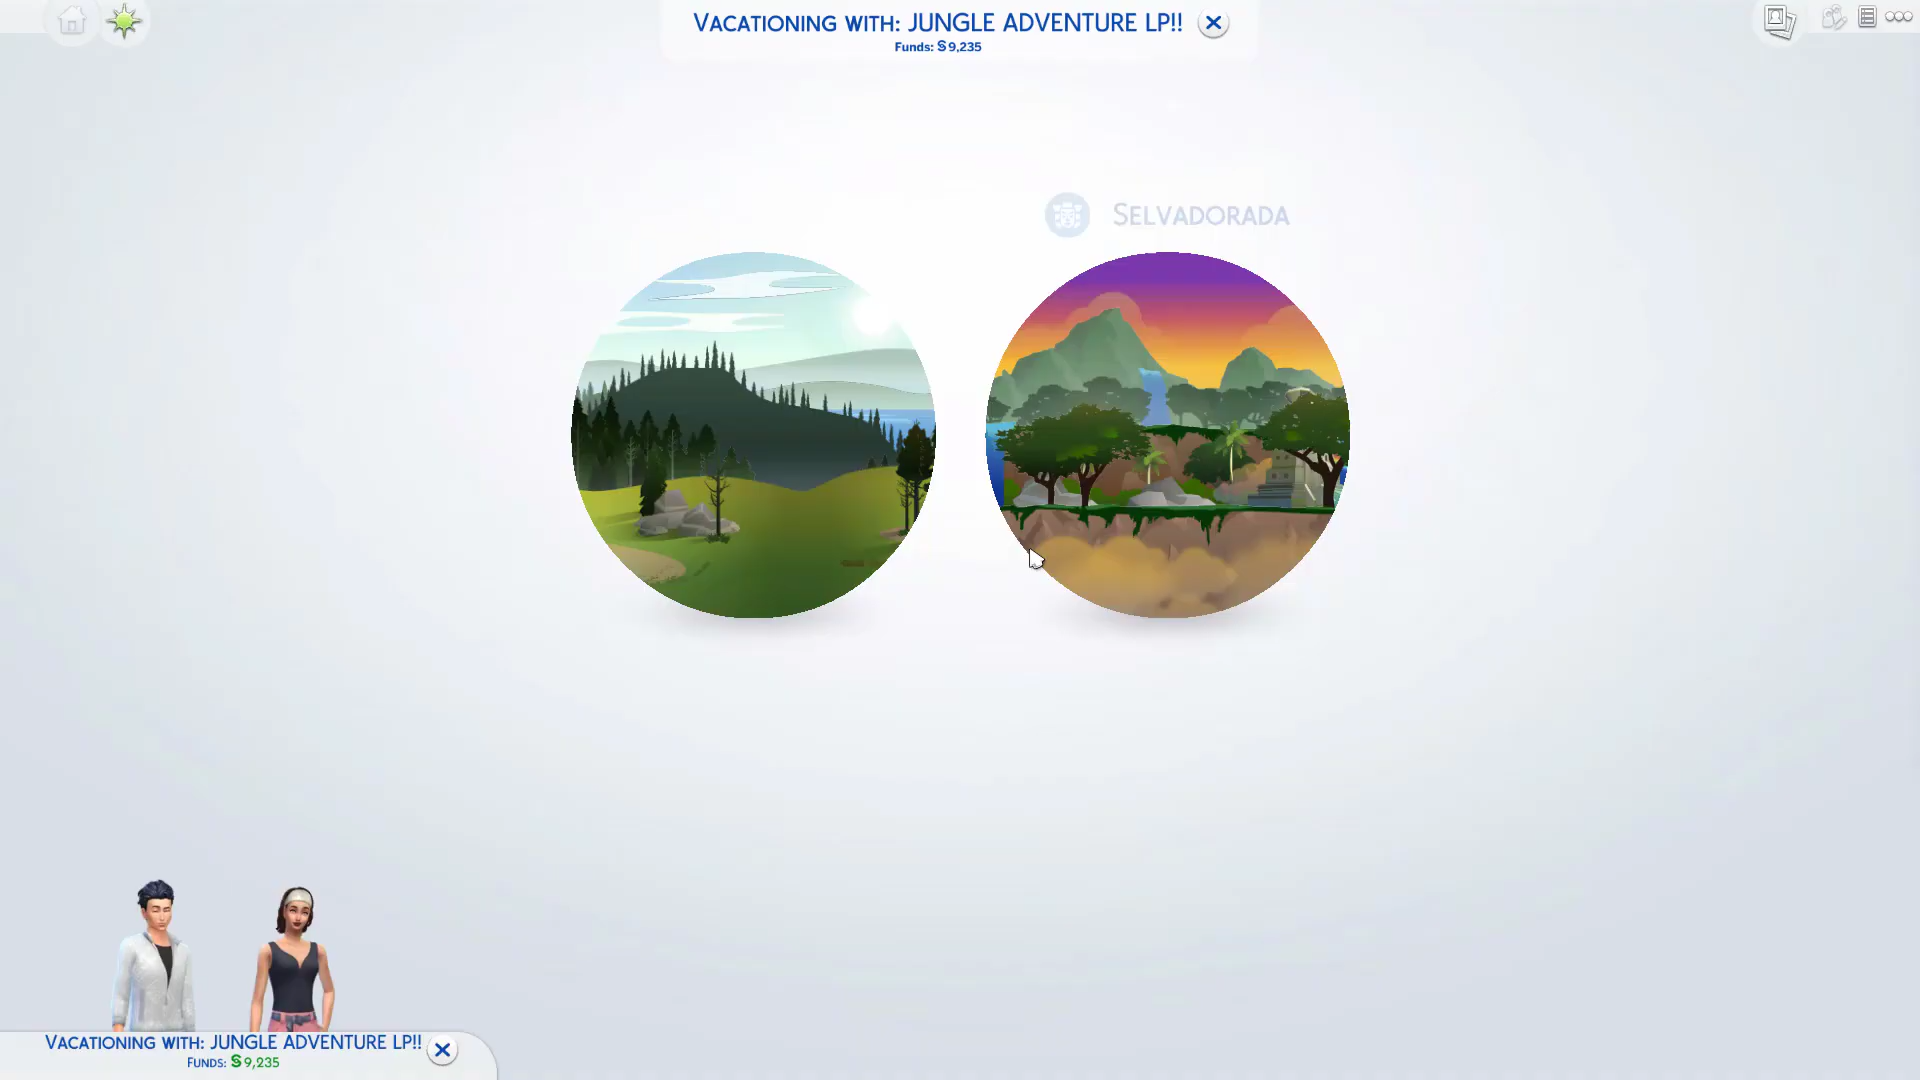 VACATIONING WITH: JUNGLE ADVENTURE LP!!
Funds: §9,235
SELVADORADA
VACATIONING WITH: JUNGLE ADVENTURE LP!!
FUNDS: §9,235